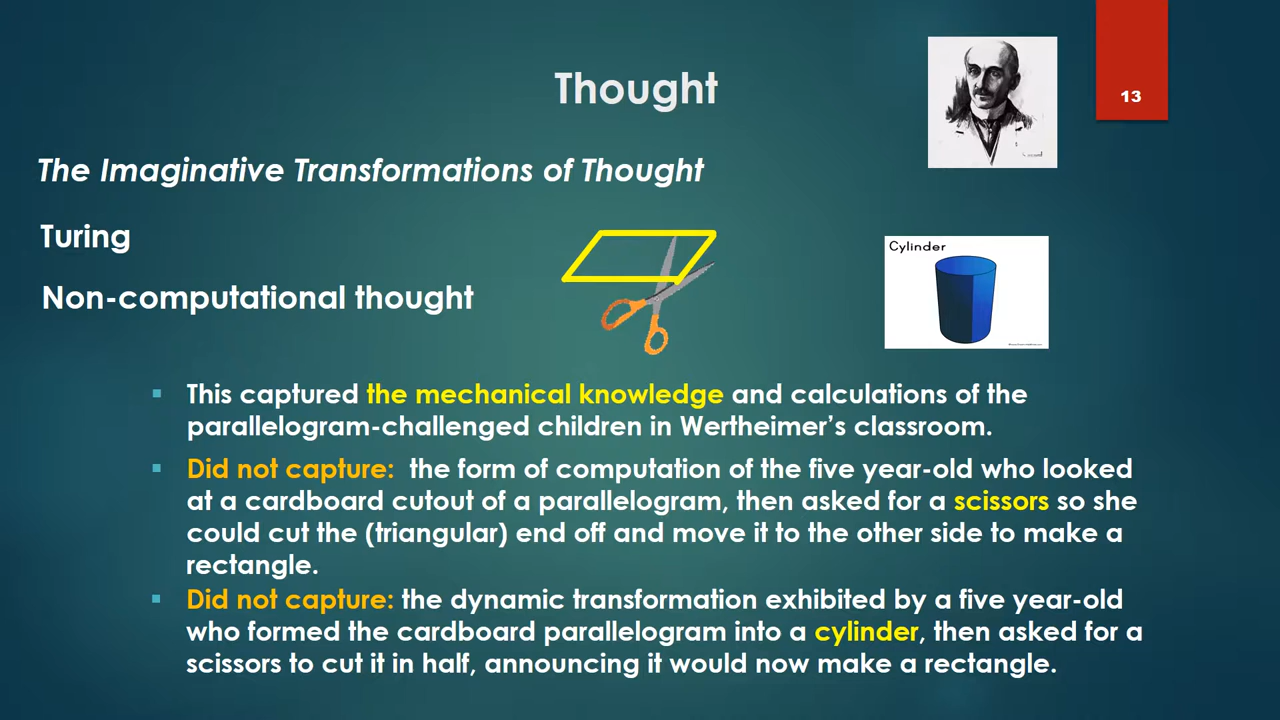 Thought
13
The Imaginative Transformations of Thought
Turing
Cylinder
Non-computational thought
This captured the mechanical knowledge and calculations of the
parallelogram-challenged children in Wertheimer’s classroom.
Did not capture: the form of computation of the five year-old who looked
at a cardboard cutout of a parallelogram, then asked for a scissors so she
could cut the (triangular) end off and move it to the other side to make a
rectangle.
Did not capture: the dynamic transformation exhibited by a five year-old
who formed the cardboard parallelogram into a cylinder, then asked for a
scissors to cut it in half, announcing it would now make a rectangle.